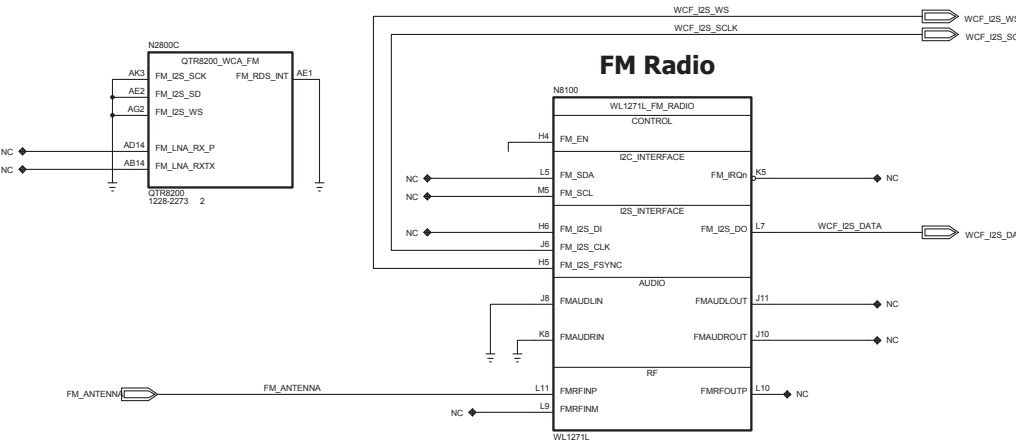 WCF_I2S_WS
WCF_I2S_WS
WCF_I2S_SCLK
WCF_I2S_SC
FM Radio
N2800C
QTR8200_WCA_FM
AK3 FM_I2S_SCK FM_RDS_INT AE1
AE2 FM_I2S_SD
AG2 FM_I2S_WS
NC AD14 FM_LNA_RX_P
NC AB14 FM_LNA_RXTX
QTR8200
1228-2273 2
N8100
WL1271L_FM_RADIO
CONTROL
H4 FM_EN
I2C_INTERFACE
NC L5 FM_SDA FM_IRQn K5 NC
NC M5 FM_SCL
I2S_INTERFACE
NC H6 FM_I2S_DI FM_I2S_DO L7 WCF_I2S_DATA WCF_I2S_DA
J6 FM_I2S_CLK
H5 FM_I2S_FSYNC
AUDIO
J8 FMAUDLIN FMAUDLOUT J11 NC
K8 FMAUDRIN FMAUDROUT J10 NC
RF
FM_ANTENNA FM_ANTENNA L11 FMRFINP FMRFOUTP L10 NC
NC L9 FMRFINM
WL1271L